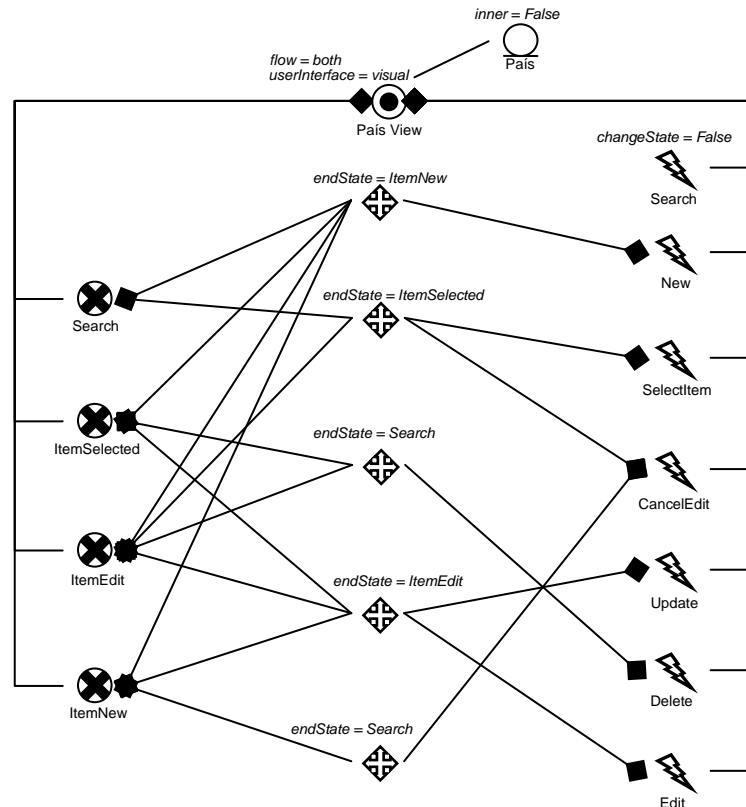 inner = False
País
flow = both
userInterface = visual
País View
changeState = False
Search
endState = ItemNew
New
endState = ItemSelected
Search
SelectItem
endState = Search
ItemSelected
CancelEdit
endState = ItemEdit
ItemEdit
Update
Delete
ItemNew
endState = Search
Edit